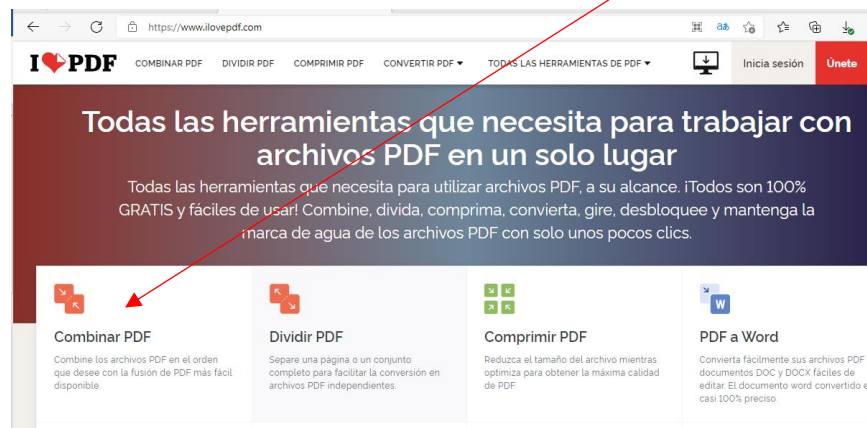 https://www.ilovepdf.com
I PDF COMBINAR PDF DIVIDIR PDF COMPRIMIR PDF CONVERTIR PDF TODAS LAS HERRAMIENTAS DE PDF Inicia sesión Únete
Todas las herramientas que necesita para trabajar con
archivos PDF en un solo lugar
Todas las herramientas que necesita para utilizar archivos PDF, a su alcance. ¡Todos son 100%
GRATIS y fáciles de usar! Combine, divida, comprima, convierta, gire, desbloquee y mantenga la
marca de agua de los archivos PDF con solo unos pocos clics.
Combinar PDF
Combine los archivos PDF en el orden
que desee con la fusión de PDF más fácil
disponible.
Dividir PDF
Separe una página o un conjunto
completo para facilitar la conversión en
archivos PDF independientes.
Comprimir PDF
Reduzca el tamaño del archivo mientras
optimiza para obtener la máxima calidad
de PDF.
W
PDF a Word
Convierta fácilmente sus archivos PDF
documentos DOC y DOCX fáciles de
editar. El documento word convertido e
casi 100% preciso.